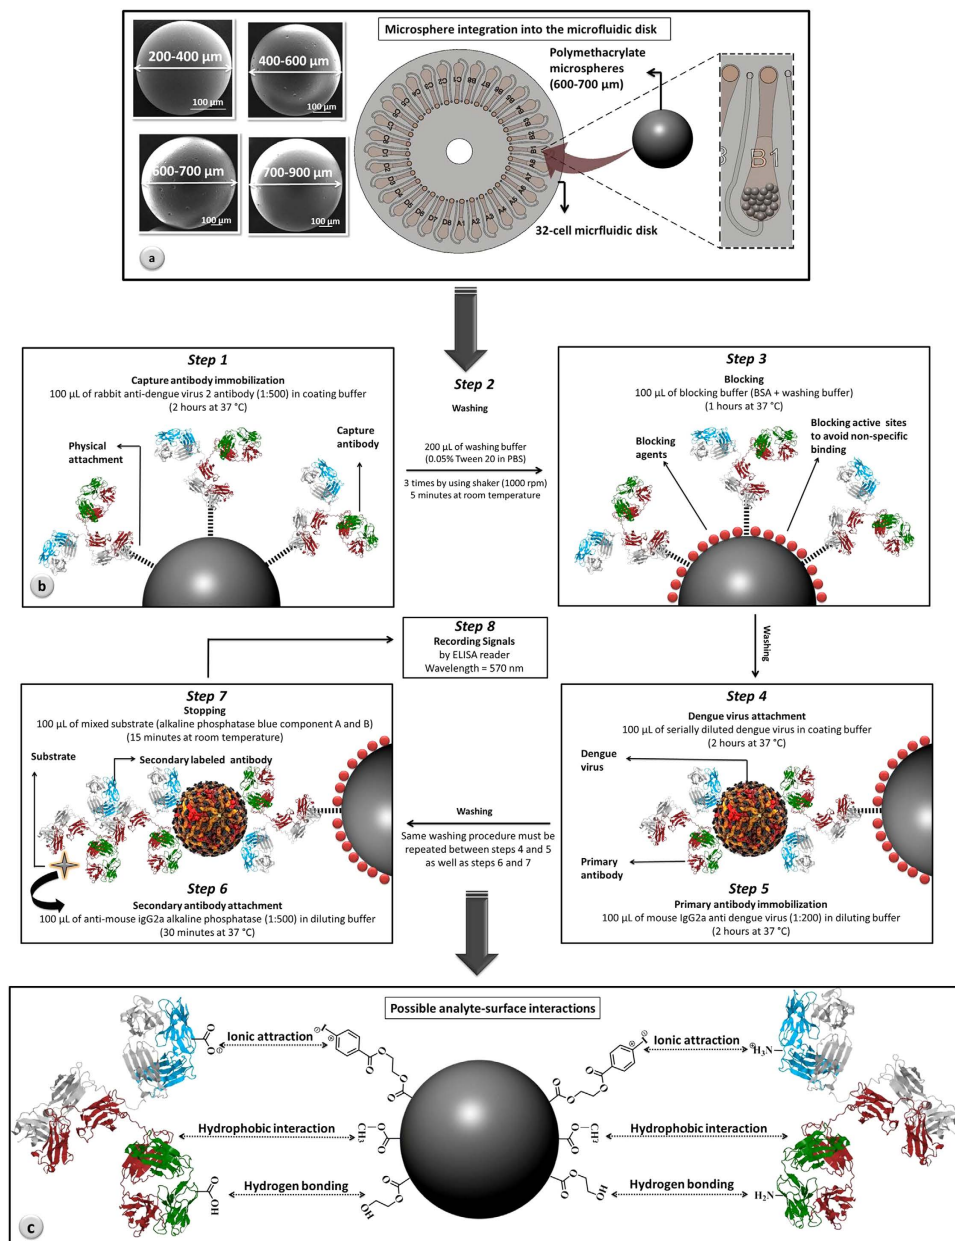 Microsphere integration into the microfluidic disk
200-400 µm
100 µm
400-600 µm
100 µm
600-700 µm
100 µm
700-900 µm
100 µm
Polymethacrylate
microspheres
(600-700 µm)
B1
32-cell micrfluidic disk
a
Step 1
Capture antibody immobilization
100 µL of rabbit anti-dengue virus 2 antibody (1:500) in coating buffer
(2 hours at 37 °C)
Physical
attachment
Capture
antibody
b
Step 2
Washing
200 µL of washing buffer
(0.05% Tween 20 in PBS)
3 times by using shaker (1000 rpm)
5 minutes at room temperature
Step 3
Blocking
100 µL of blocking buffer (BSA + washing buffer)
(1 hours at 37 °C)
Blocking
agents
Blocking active sites
to avoid non-specific
binding
Washing
Step 8
Recording Signals
by ELISA reader
Wavelength = 570 nm
Step 7
Stopping
100 µL of mixed substrate (alkaline phosphatase blue component A and B)
(15 minutes at room temperature)
Substrate
Secondary labeled antibody
Step 6
Secondary antibody attachment
100 µL of anti-mouse igG2a alkaline phosphatase (1:500) in diluting buffer
(30 minutes at 37 °C)
Washing
Same washing procedure must be
repeated between steps 4 and 5
as well as steps 6 and 7
Step 4
Dengue virus attachment
100 µL of serially diluted dengue virus in coating buffer
(2 hours at 37 °C)
Dengue
virus
Primary
antibody
Step 5
Primary antibody immobilization
100 µL of mouse IgG2a anti dengue virus (1:200) in diluting buffer
(2 hours at 37 °C)
Possible analyte-surface interactions
Ionic attraction
Ionic attraction
Hydrophobic interaction
Hydrophobic interaction
Hydrogen bonding
Hydrogen bonding
c